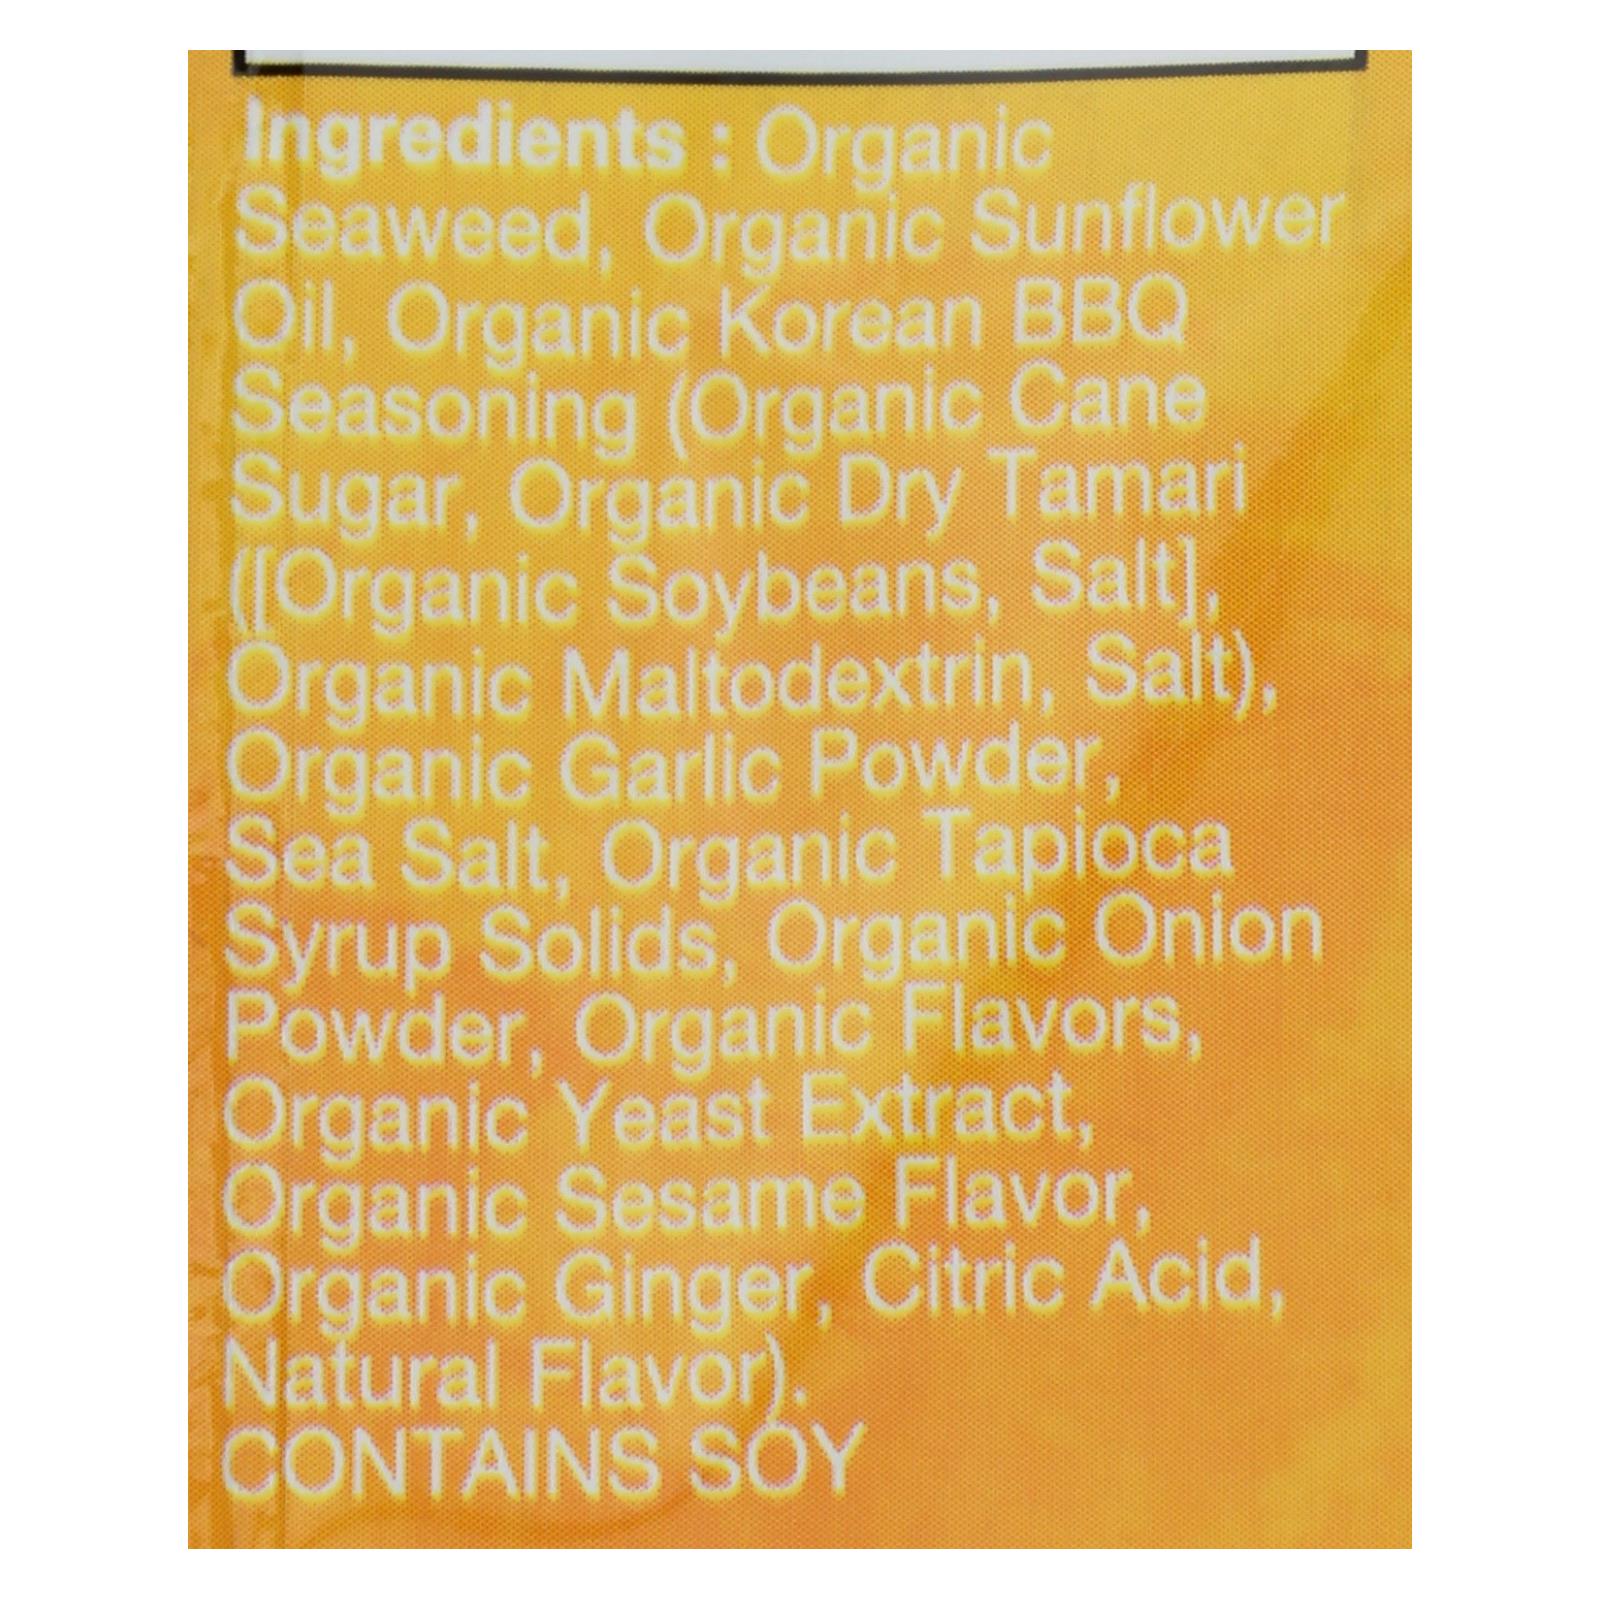 Ingredients : Organic
Seaweed, Organic Sunflower
Oil, Organic Korean BBQ
Seasoning (Organic Cane
Sugar, Organic Dry Tamari
([Organic Soybeans, Salt],
Organic Maltodextrin, Salt),
Organic Garlic Powder,
Sea Salt, Organic Tapioca
Syrup Solids, Organic Onion
Powder, Organic Flavors,
Organic Yeast Extract,
Organic Sesame Flavor,
Organic Ginger, Citric Acid,
Natural Flavor).
CONTAINS SOY